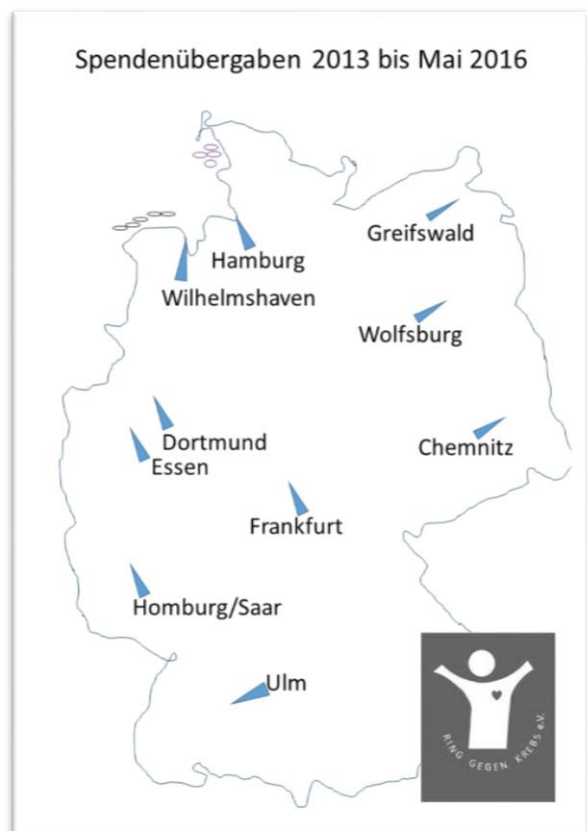 Spendenübergaben 2013 bis Mai 2016
Greifswald
Hamburg
Wilhelmshaven
Wolfsburg
Dortmund
Chemnitz
Essen
Frankfurt
Homburg/Saar
Ulm
RING GEGEN KREBS e.V.